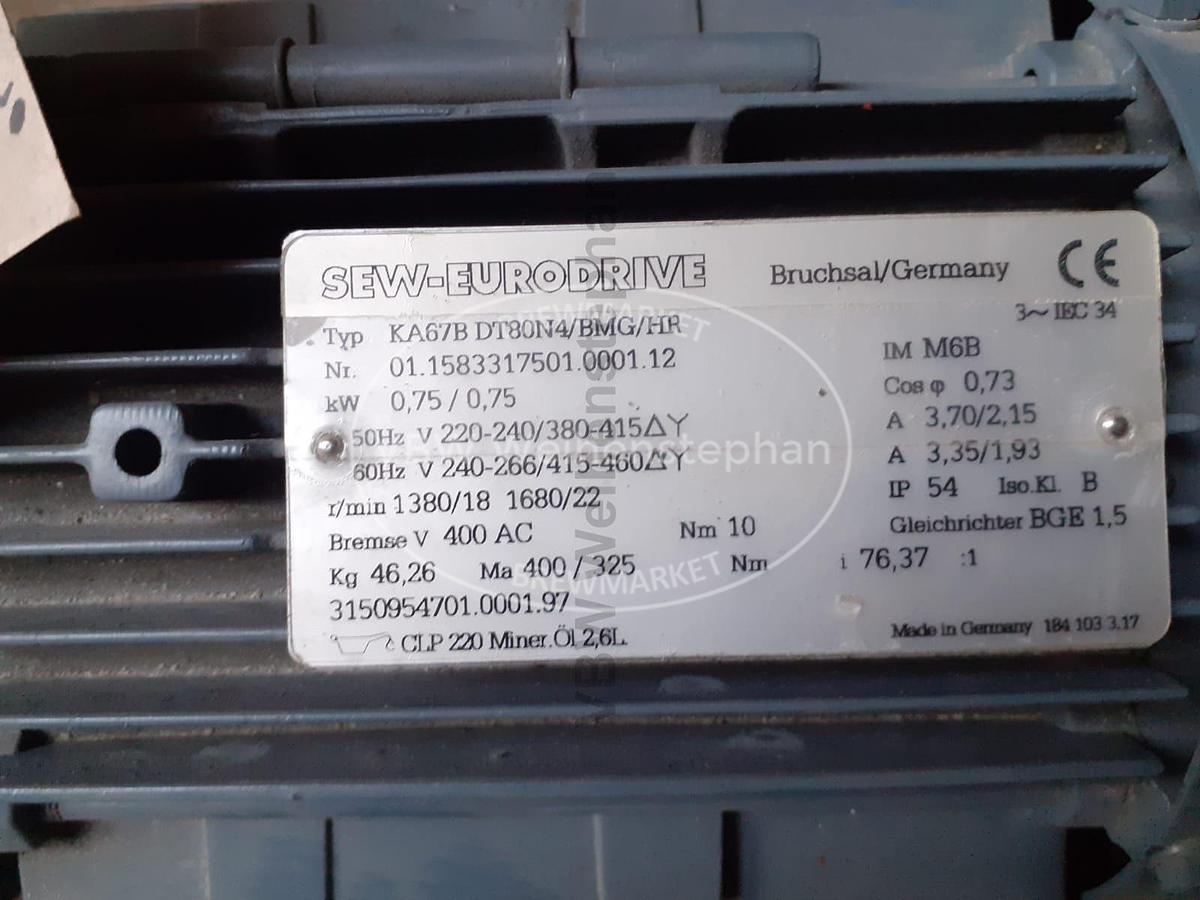 SEW-EURODRIVE Bruchsal/Germany CE
3~ IEC 34
Typ KA67B DT80N4/BMG/HR
Nr. 01.1583317501.0001.12 IM M6B
kW 0,75 / 0,75 Cos φ 0,73
50Hz V 220-240/380-415ΔY A 3,70/2,15
60Hz V 240-266/415-460ΔY A 3,35/1,93
r/min 1380/18 1680/22 IP 54 Iso.Kl. B
Bremse V 400 AC Nm 10 Gleichrichter BGE 1,5
Kg 46,26 Ma 400 / 325 Nm i 76,37 :1
3150954701.0001.97
CLP 220 Miner.Öl 2,6L Made in Germany 184 103 3.17
BREWMARKET
BREWMARKET